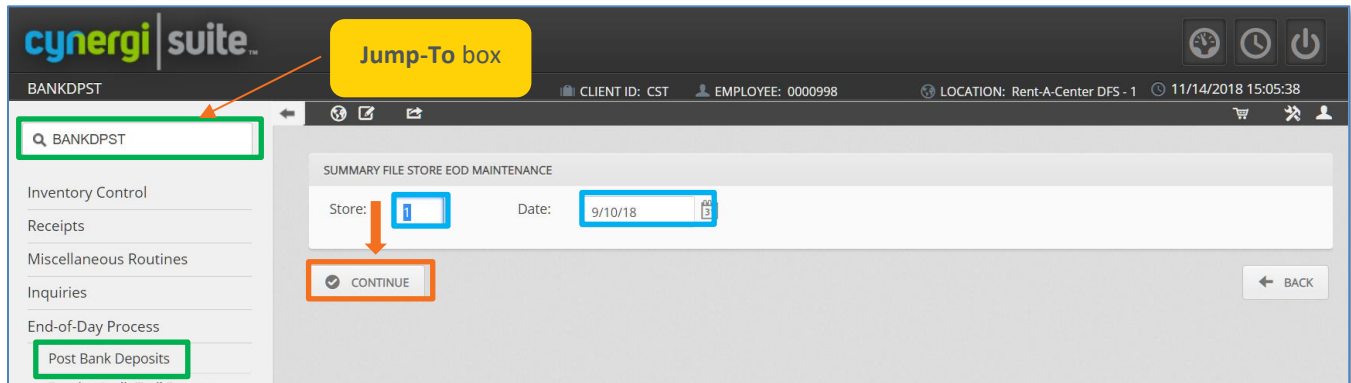 cynergi suite™
Jump-To box
BANKDPST
CLIENT ID: CST
EMPLOYEE: 0000998
LOCATION: Rent-A-Center DFS - 1
11/14/2018 15:05:38
BANKDPST
SUMMARY FILE STORE EOD MAINTENANCE
Inventory Control
Store: 1
Date: 9/10/18
Receipts
Miscellaneous Routines
CONTINUE
BACK
Inquiries
End-of-Day Process
Post Bank Deposits